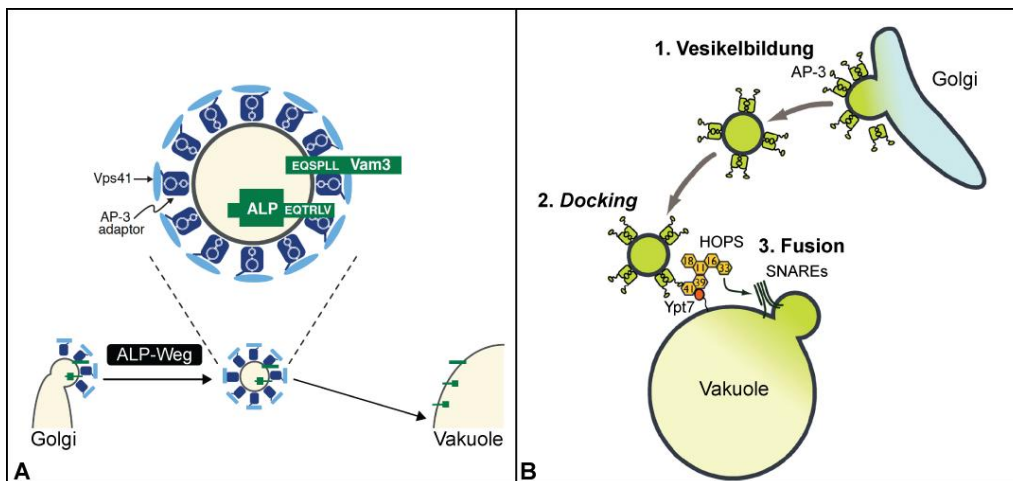 EQSPLL Vam3
Vps41
ALP EQTRLV
AP-3
adaptor
ALP-Weg
Golgi
Vakuole
A
1. Vesikelbildung
AP-3
Golgi
2. Docking
HOPS
3. Fusion
SNAREs
18
11
16
33
39
41
Ypt7
Vakuole
B